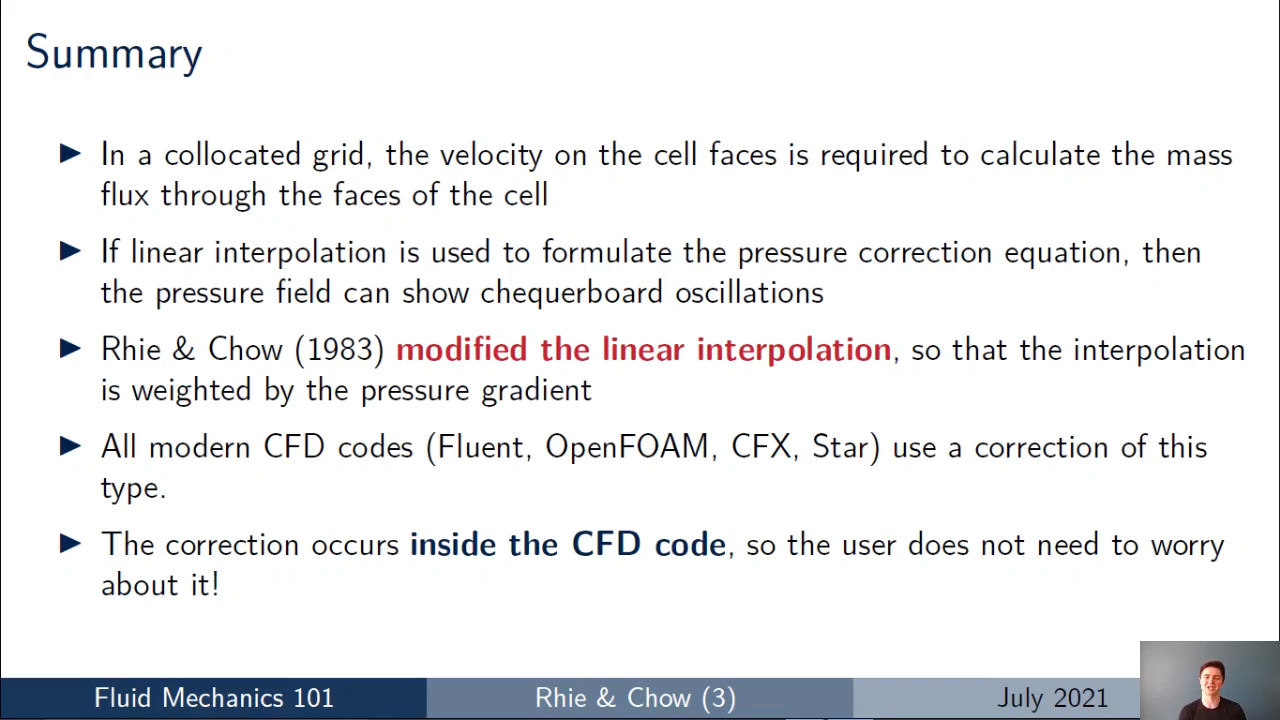 Summary
In a collocated grid, the velocity on the cell faces is required to calculate the mass
flux through the faces of the cell
If linear interpolation is used to formulate the pressure correction equation, then
the pressure field can show chequerboard oscillations
Rhie & Chow (1983) modified the linear interpolation, so that the interpolation
is weighted by the pressure gradient
All modern CFD codes (Fluent, OpenFOAM, CFX, Star) use a correction of this
type.
The correction occurs inside the CFD code, so the user does not need to worry
about it!
Fluid Mechanics 101
Rhie & Chow (3)
July 2021